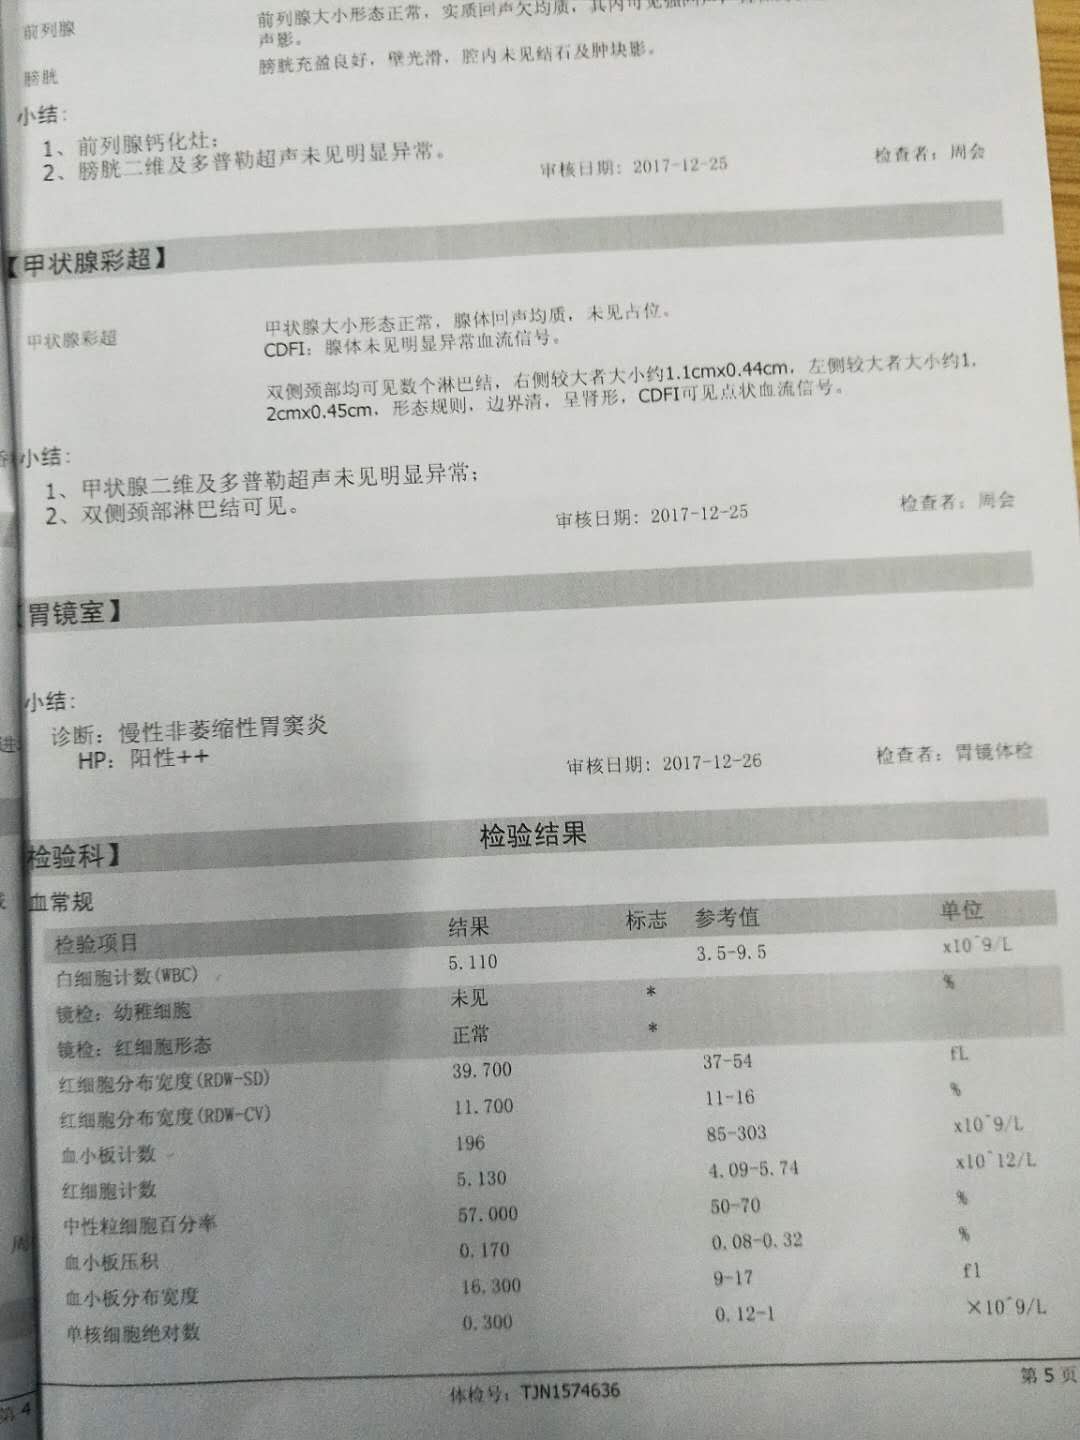 前列腺
前列腺大小形态正常，实质回声欠均质，其内可见强回声，
声影。
膀胱
膀胱充盈良好，壁光滑，腔内未见结石及肿块影。
小结：
1、前列腺钙化灶；
2、膀胱二维及多普勒超声未见明显异常。
审核日期：2017-12-25 检查者：周会
【甲状腺彩超】
甲状腺彩超
甲状腺大小形态正常，腺体回声均质，未见占位。
CDFI：腺体未见明显异常血流信号。
双侧颈部均可见数个淋巴结，右侧较大者大小约1.1cmx0.44cm，左侧较大者大小约1.
2cmx0.45cm，形态规则，边界清，呈肾形，CDFI可见点状血流信号。
小结：
1、甲状腺二维及多普勒超声未见明显异常；
2、双侧颈部淋巴结可见。
审核日期：2017-12-25 检查者：周会
【胃镜室】
小结：
诊断：慢性非萎缩性胃窦炎
HP：阳性++
审核日期：2017-12-26 检查者：胃镜体检
检验结果
检验科】
血常规
检验项目 结果 标志 参考值 单位
白细胞计数(WBC) 5.110 3.5-9.5 x10^9/L
镜检：幼稚细胞 未见 * %
镜检：红细胞形态 正常 *
红细胞分布宽度(RDW-SD) 39.700 37-54 fL
红细胞分布宽度(RDW-CV) 11.700 11-16 %
血小板计数 196 85-303 x10^9/L
红细胞计数 5.130 4.09-5.74 x10^12/L
中性粒细胞百分率 57.000 50-70 %
血小板压积 0.170 0.08-0.32 %
血小板分布宽度 16.300 9-17 fl
单核细胞绝对数 0.300 0.12-1 ×10^9/L
体检号：TJN1574636
第 5 页
第 4